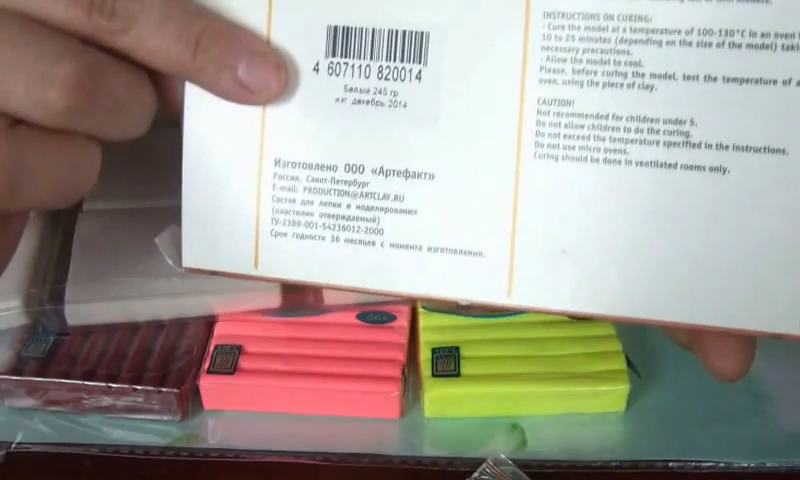 4 607110 820014
Белый 245 гр
изг. декабрь 2014
Изготовлено ООО «Артефакт»
Россия, Санкт-Петербург
E-mail: PRODUCTION@ARTCLAY.RU
Состав для лепки и моделирования
(пластилин отверждаемый)
ТУ-2389-001-54236012-2000
Срок годности 36 месяцев с момента изготовления.
INSTRUCTIONS ON CURING:
- Cure the model at a temperature of 100-130°C in an oven
10 to 25 minutes (depending on the size of the model)
necessary precautions.
- Allow the model to cool.
Please, before curing the model, test the temperature of
oven, using the piece of clay.
CAUTION!
Not recommended for children under 5.
Do not allow children to do the curing.
Do not exceed the temperature specified in the instructions.
Do not use micro ovens.
Curing should be done in ventilated rooms only.